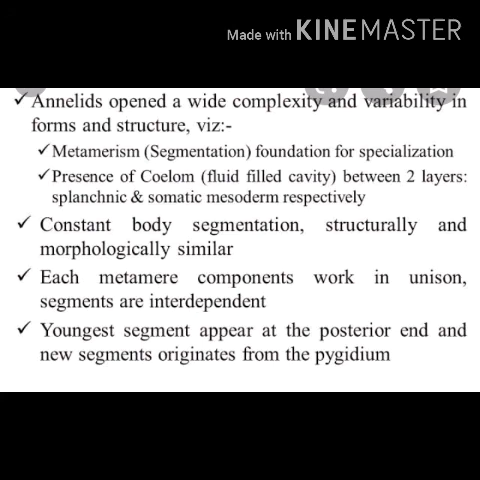 Made with KINEMASTER
✓ Annelids opened a wide complexity and variability in
forms and structure, viz:-
✓ Metamerism (Segmentation) foundation for specialization
✓ Presence of Coelom (fluid filled cavity) between 2 layers:
splanchnic & somatic mesoderm respectively
✓ Constant body segmentation, structurally and
morphologically similar
✓ Each metamere components work in unison,
segments are interdependent
✓ Youngest segment appear at the posterior end and
new segments originates from the pygidium